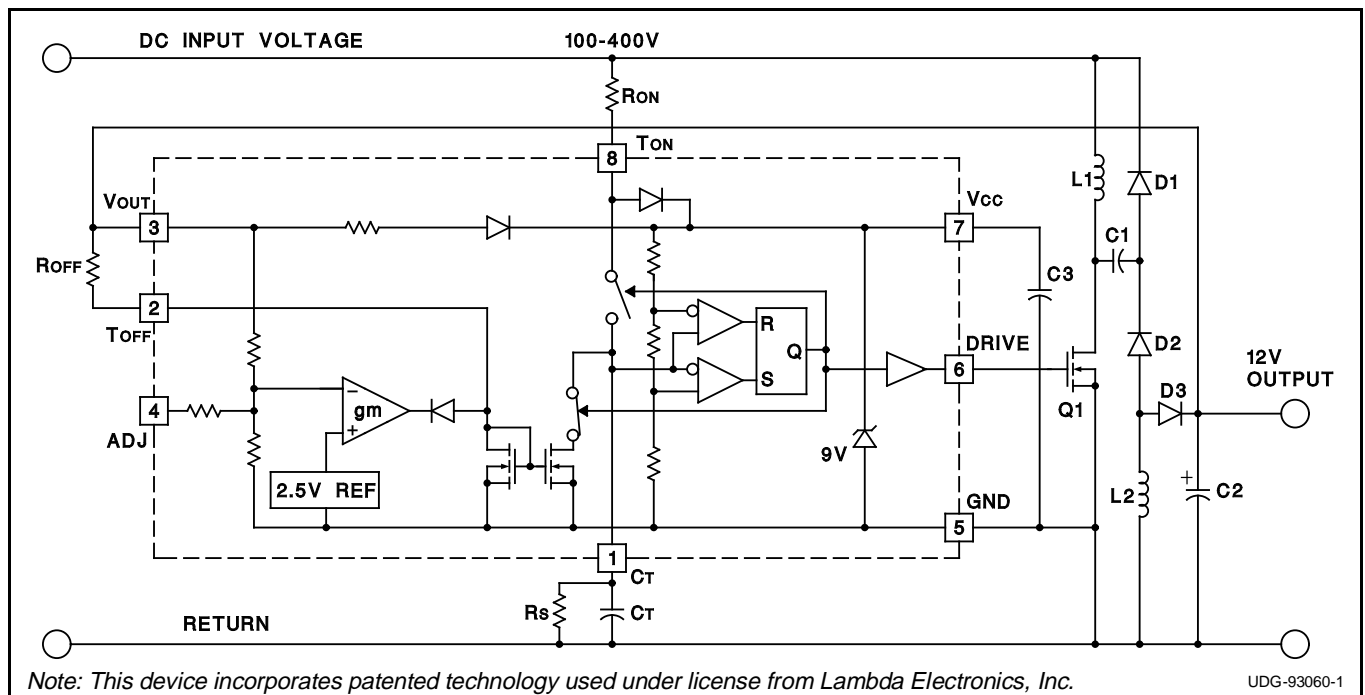 DC INPUT VOLTAGE 100-400V
RON
TON
8
L1 D1
VOUT
3
VCC
7
C1
ROFF
C3
2
TOFF
R
Q
S
DRIVE
6
D2
12V
OUTPUT
D3
4
ADJ
−
gm
+
Q1
9V
2.5V REF
L2
+
C2
GND
5
1
CT
RS
CT
RETURN
Note: This device incorporates patented technology used under license from Lambda Electronics, Inc.
UDG-93060-1